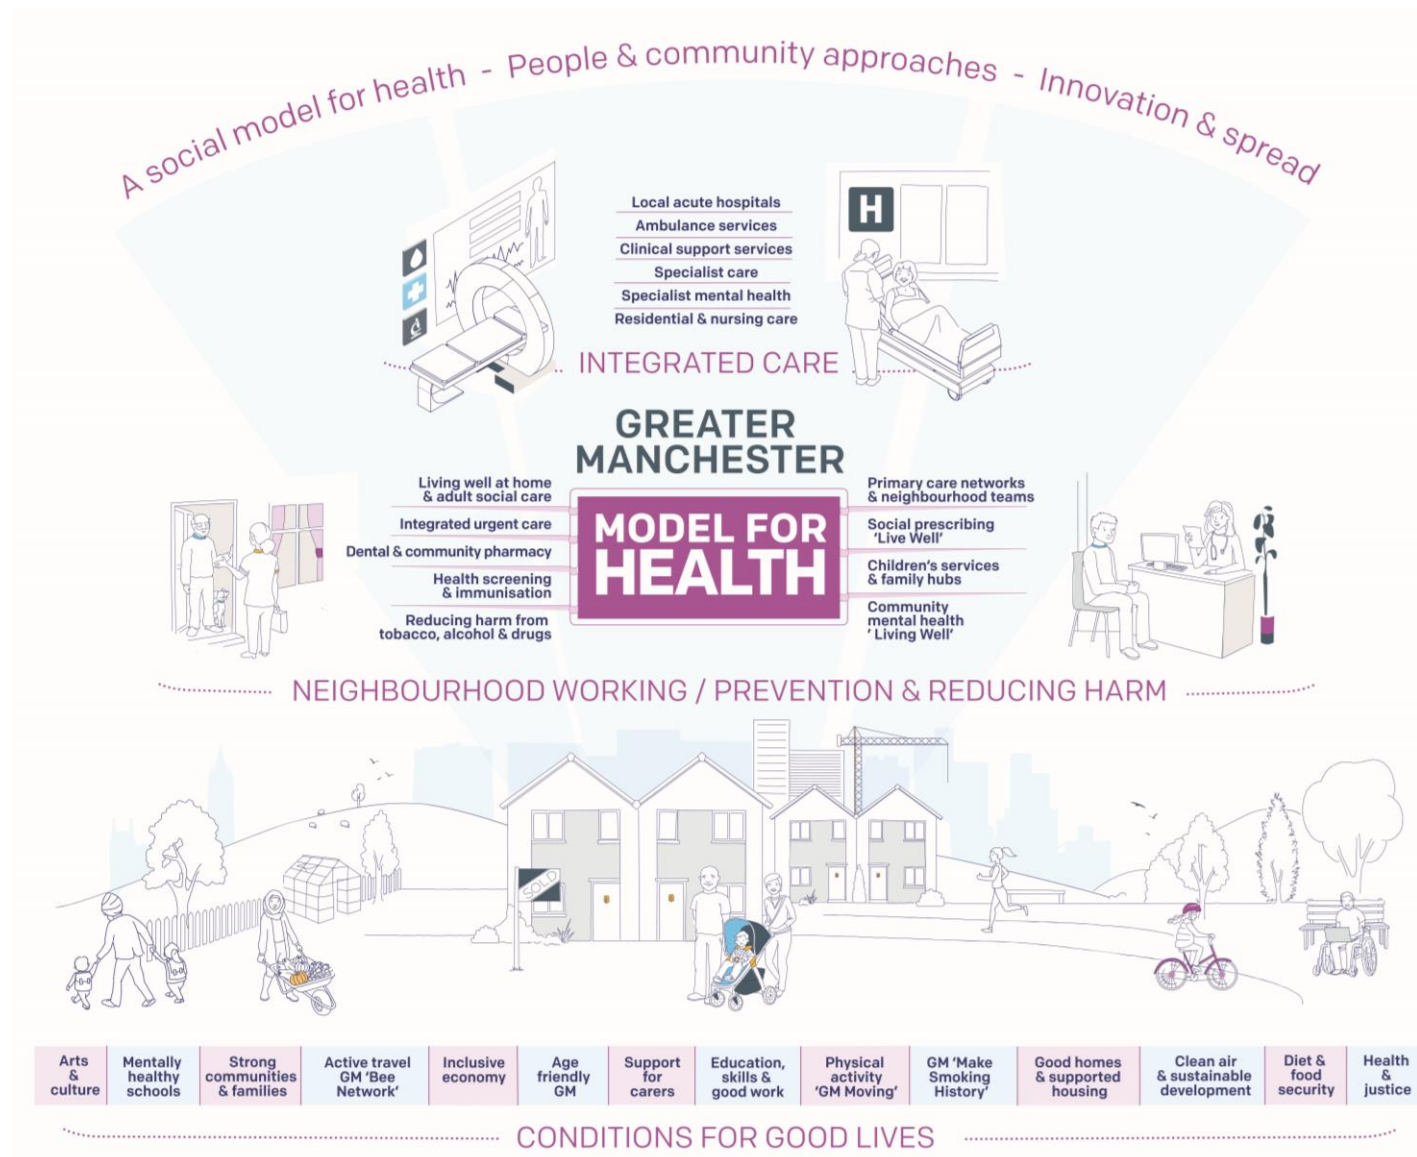 A social model for health - People & community approaches - Innovation & spread
H
Local acute hospitals
Ambulance services
Clinical support services
Specialist care
Specialist mental health
Residential & nursing care
INTEGRATED CARE
GREATER
MANCHESTER
MODEL FOR
HEALTH
Living well at home
& adult social care
Integrated urgent care
Dental & community pharmacy
Health screening
& immunisation
Reducing harm from
tobacco, alcohol & drugs
Primary care networks
& neighbourhood teams
Social prescribing
'Live Well'
Children's services
& family hubs
Community
mental health
' Living Well'
NEIGHBOURHOOD WORKING / PREVENTION & REDUCING HARM
SOLD
Arts
&
culture
Mentally
healthy
schools
Strong
communities
& families
Active travel
GM 'Bee
Network'
Inclusive
economy
Age
friendly
GM
Support
for
carers
Education,
skills &
good work
Physical
activity
'GM Moving'
GM 'Make
Smoking
History'
Good homes
& supported
housing
Clean air
& sustainable
development
Diet &
food
security
Health
&
justice
CONDITIONS FOR GOOD LIVES